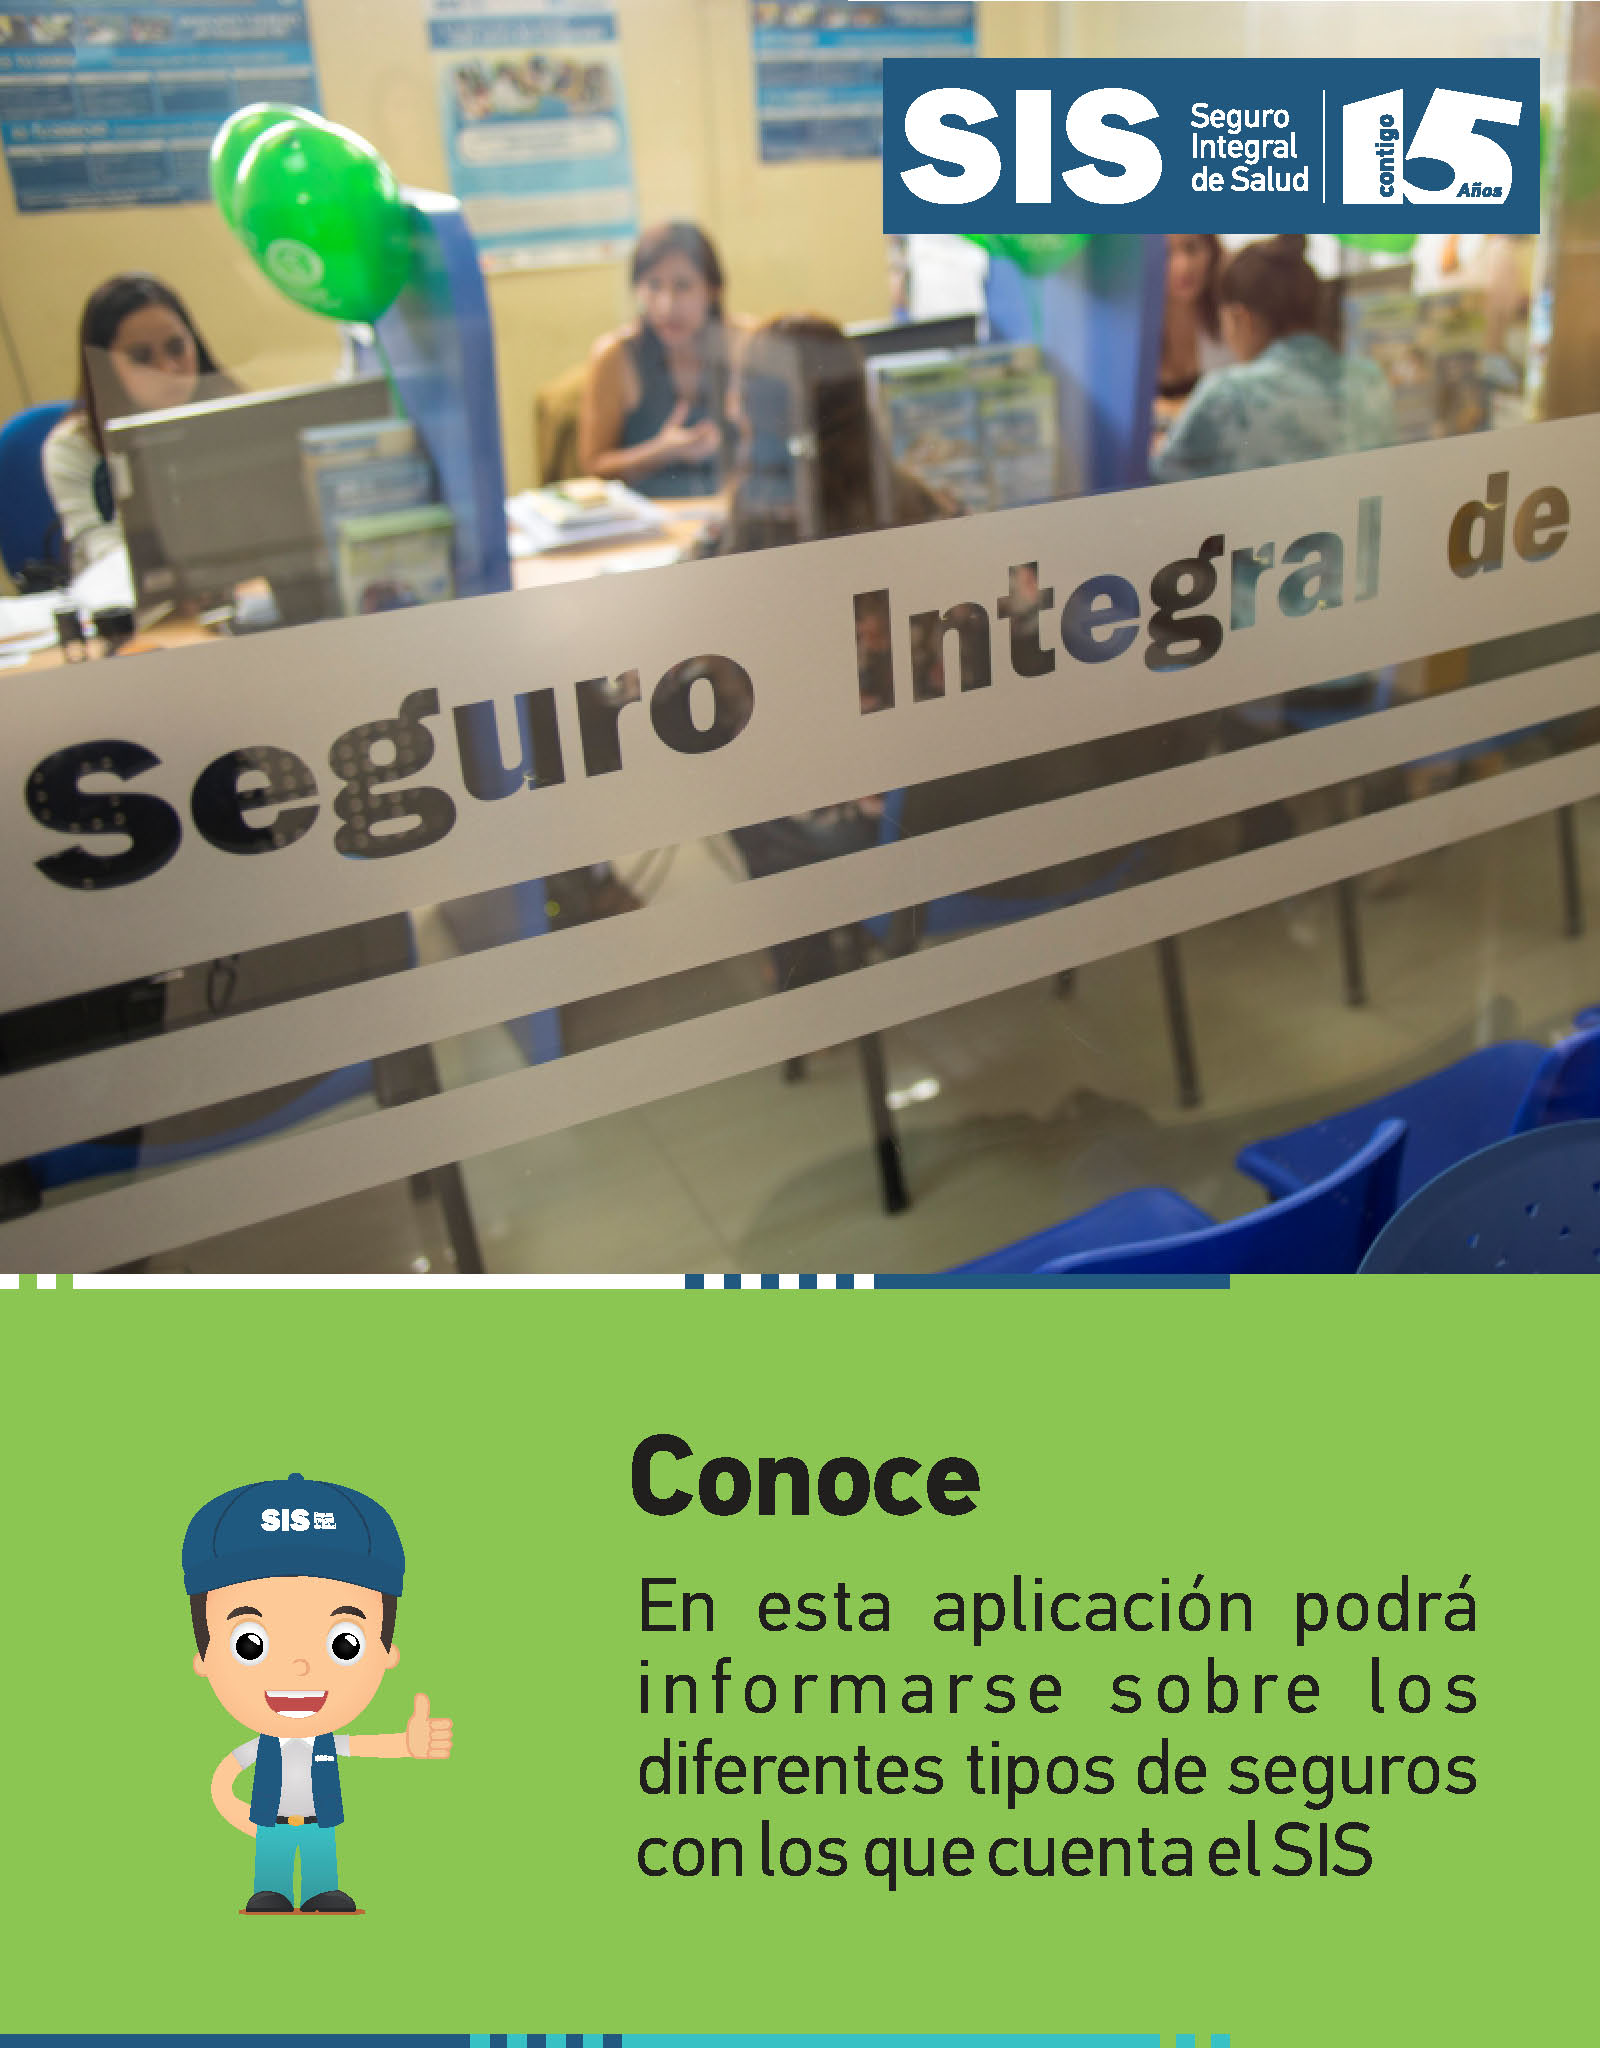 SIS
Seguro
Integral
de Salud
contigo
15
Años
Seguro Integral de
Conoce
SIS
En esta aplicación podrá
informarse sobre los
diferentes tipos de seguros
con los que cuenta el SIS